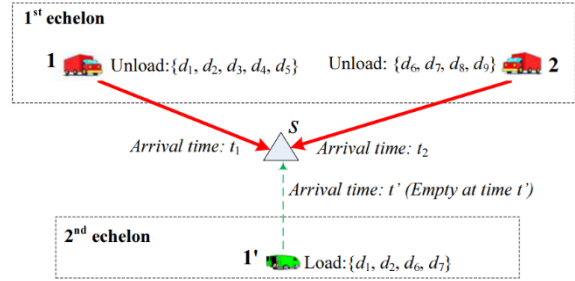 1st echelon
1 Unload:{d1, d2, d3, d4, d5}
Unload: {d6, d7, d8, d9} 2
S
Arrival time: t1
Arrival time: t2
Arrival time: t’ (Empty at time t’)
2nd echelon
1' Load:{d1, d2, d6, d7}